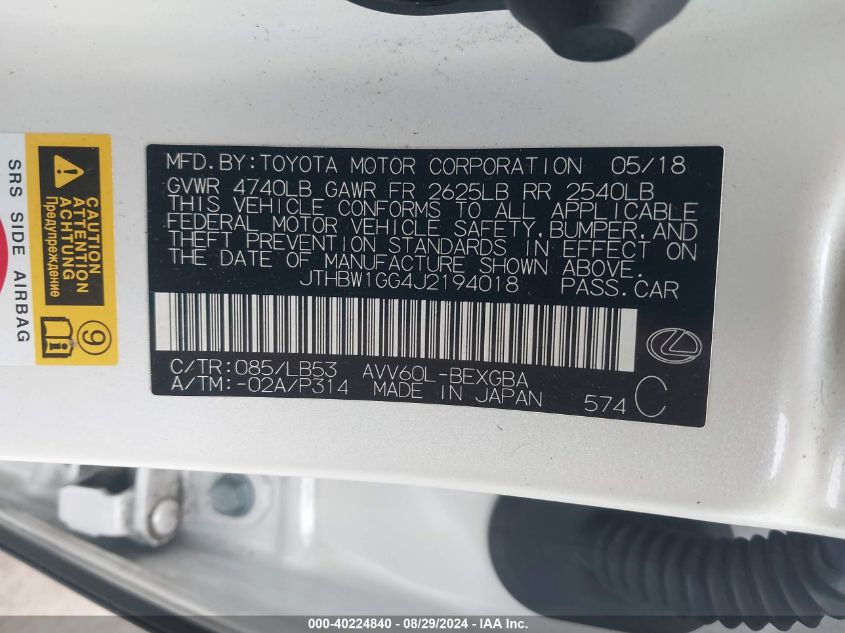 MFD.BY:TOYOTA MOTOR CORPORATION 05/18
GVWR 4740LB GAWR FR 2625LB RR 2540LB
THIS VEHICLE CONFORMS TO ALL APPLICABLE
FEDERAL MOTOR VEHICLE SAFETY, BUMPER, AND
THEFT PREVENTION STANDARDS IN EFFECT ON
THE DATE OF MANUFACTURE SHOWN ABOVE.
JTHBW1GG4J2194018 PASS.CAR
C/TR:085/LB53 AVV60L-BEXGBA
A/TM:-02A/P314 MADE IN JAPAN 574 C
SRS SIDE AIRBAG
CAUTION
ATTENTION
ACHTUNG
Предупреждение
9
000-40224840 - 08/29/2024 - IAA Inc.